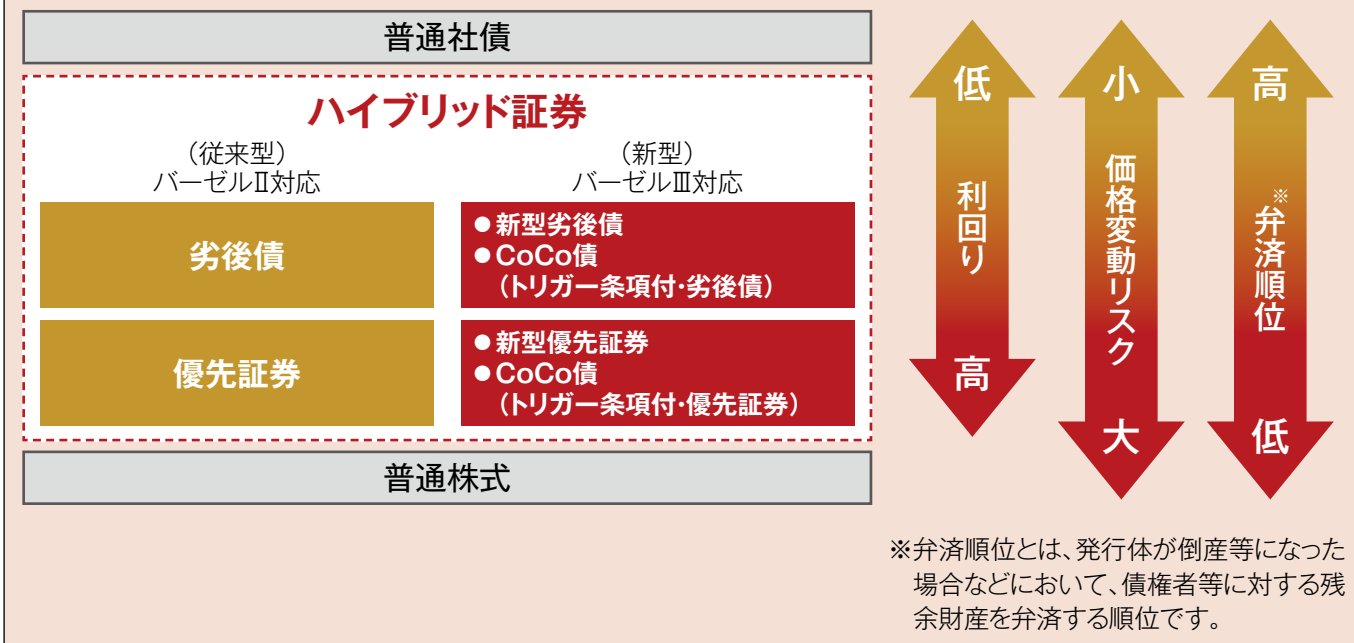 普通社債
ハイブリッド証券
（従来型）
バーゼルⅡ対応
（新型）
バーゼルⅢ対応
劣後債
●新型劣後債
●CoCo債
（トリガー条項付・劣後債）
優先証券
●新型優先証券
●CoCo債
（トリガー条項付・優先証券）
普通株式
低
利回り
高
小
価格変動リスク
大
高
※弁済順位
低
※弁済順位とは、発行体が倒産等になった
場合などにおいて、債権者等に対する残
余財産を弁済する順位です。